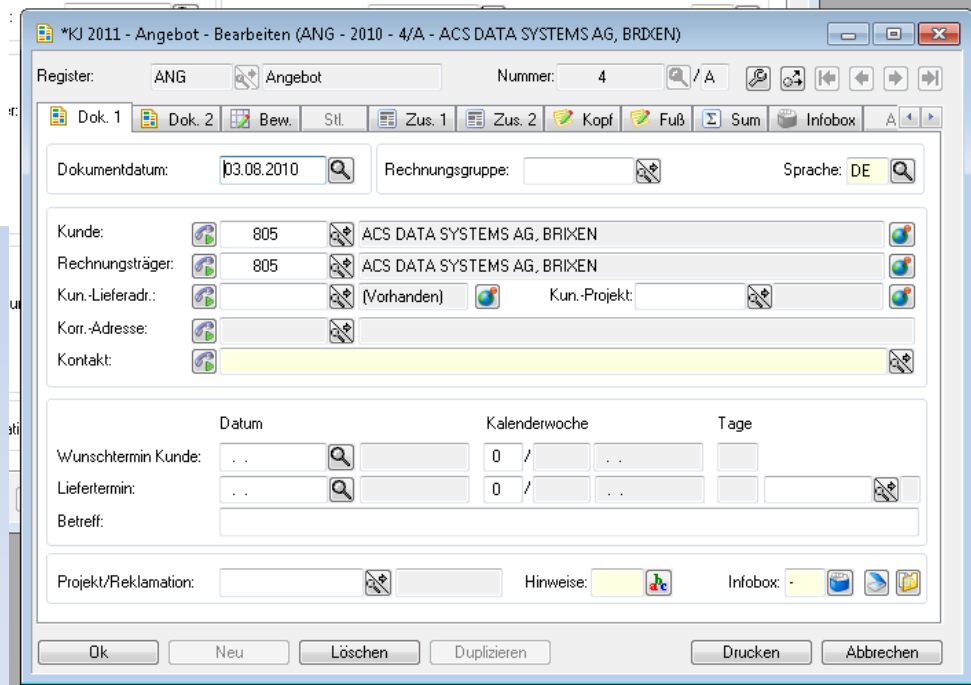 *KJ 2011 - Angebot - Bearbeiten (ANG - 2010 - 4/A - ACS DATA SYSTEMS AG, BRIXEN)
Register: ANG Angebot Nummer: 4 / A
Dok. 1 Dok. 2 Bew. Stl. Zus. 1 Zus. 2 Kopf Fuß Sum Infobox A
Dokumentdatum: 03.08.2010 Rechnungsgruppe: Sprache: DE
Kunde: 805 ACS DATA SYSTEMS AG, BRIXEN
Rechnungsträger: 805 ACS DATA SYSTEMS AG, BRIXEN
Kun.-Lieferadr.: (Vorhanden) Kun.-Projekt:
Korr.-Adresse:
Kontakt:
Datum Kalenderwoche Tage
Wunschtermin Kunde: . . 0 / . .
Liefertermin: . . 0 / . .
Betreff:
Projekt/Reklamation: Hinweise: abc Infobox: -
Ok Neu Löschen Duplizieren Drucken Abbrechen